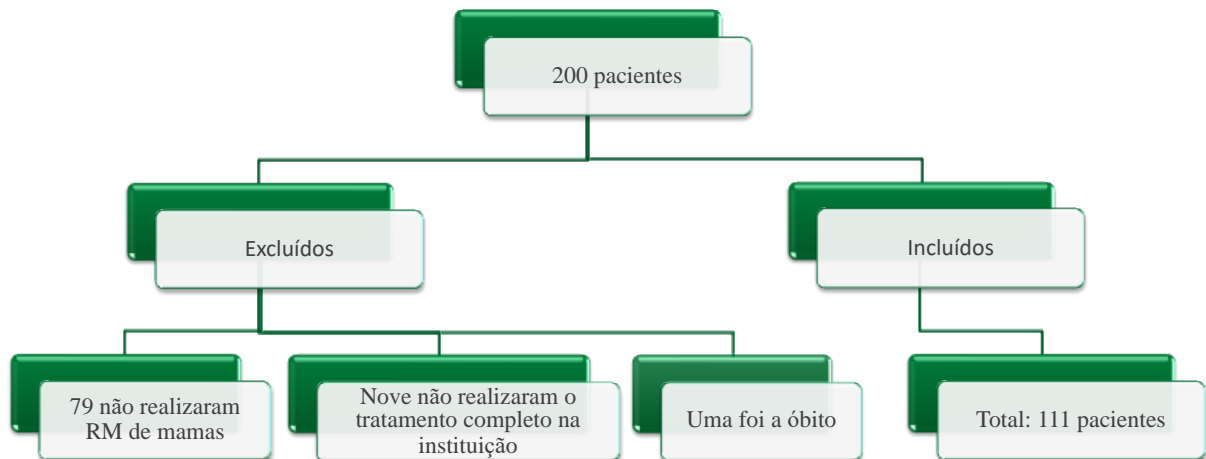 200 pacientes
Excluídos
Incluídos
79 não realizaram
RM de mamas
Nove não realizaram o
tratamento completo na
instituição
Uma foi a óbito
Total: 111 pacientes